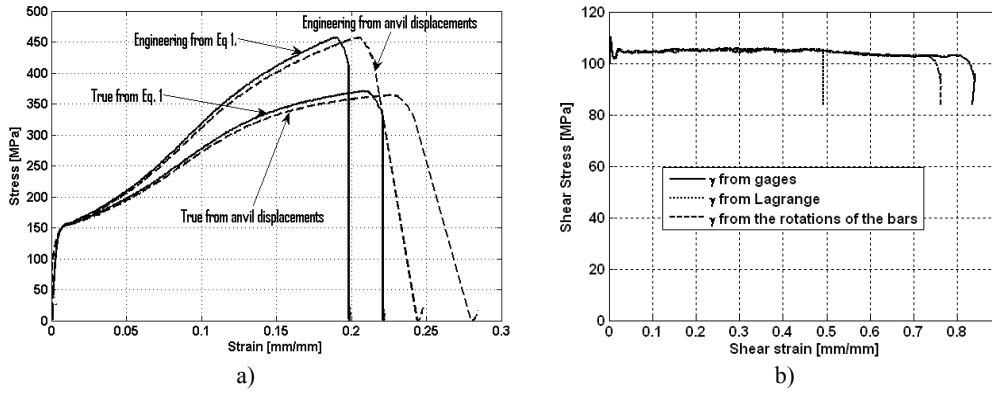 500
450
400
350
300
250
200
150
100
50
0
0
0.05
0.1
0.15
0.2
0.25
0.3
Stress [MPa]
Strain [mm/mm]
Engineering from Eq 1.
Engineering from anvil displacements
True from Eq. 1
True from anvil displacements
a)
120
100
80
60
40
20
0
0
0.1
0.2
0.3
0.4
0.5
0.6
0.7
0.8
Shear Stress [MPa]
Shear strain [mm/mm]
γ from gages
γ from Lagrange
γ from the rotations of the bars
b)